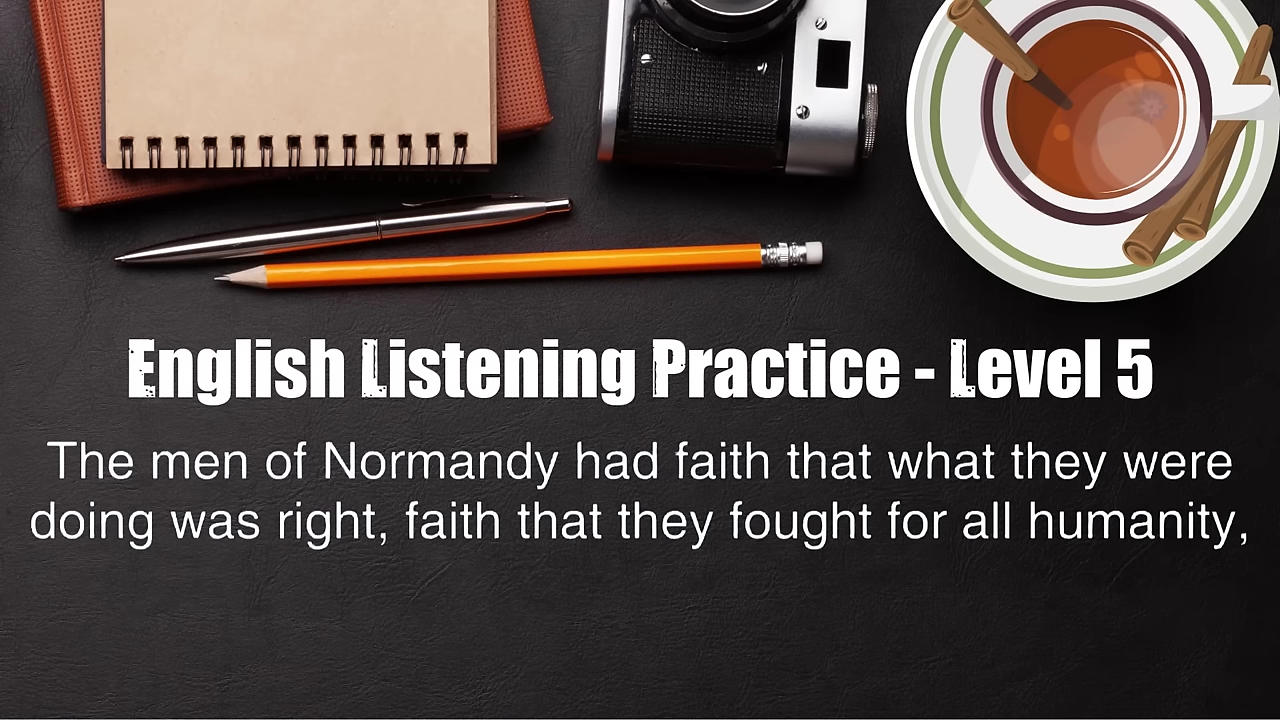 English Listening Practice - Level 5
The men of Normandy had faith that what they were
doing was right, faith that they fought for all humanity,